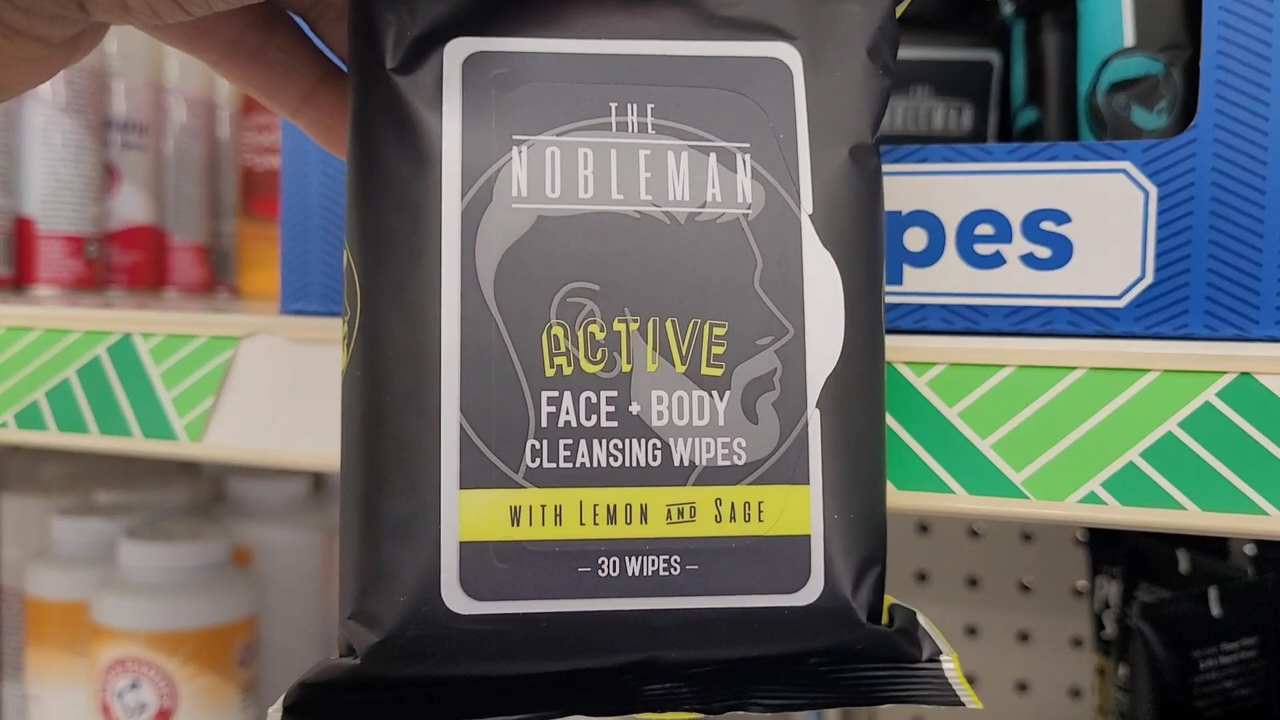 THE
NOBLEMAN
ACTIVE
FACE + BODY
CLEANSING WIPES
WITH LEMON AND SAGE
– 30 WIPES –
pes